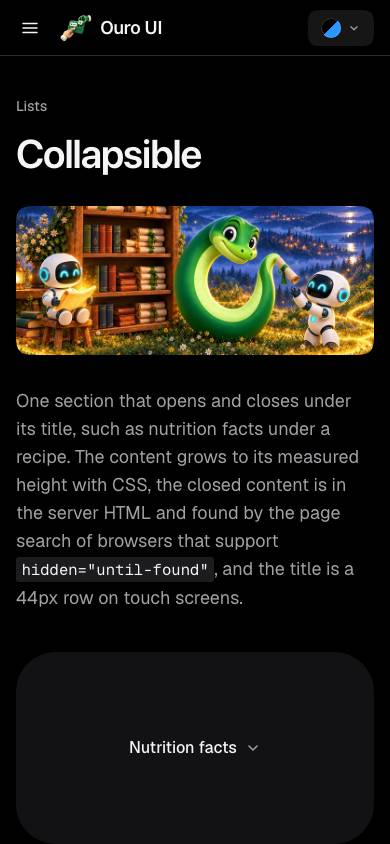 Ouro UI
Lists
Collapsible
One section that opens and closes under
its title, such as nutrition facts under a
recipe. The content grows to its measured
height with CSS, the closed content is in
the server HTML and found by the page
search of browsers that support
hidden="until-found", and the title is a
44px row on touch screens.
Nutrition facts